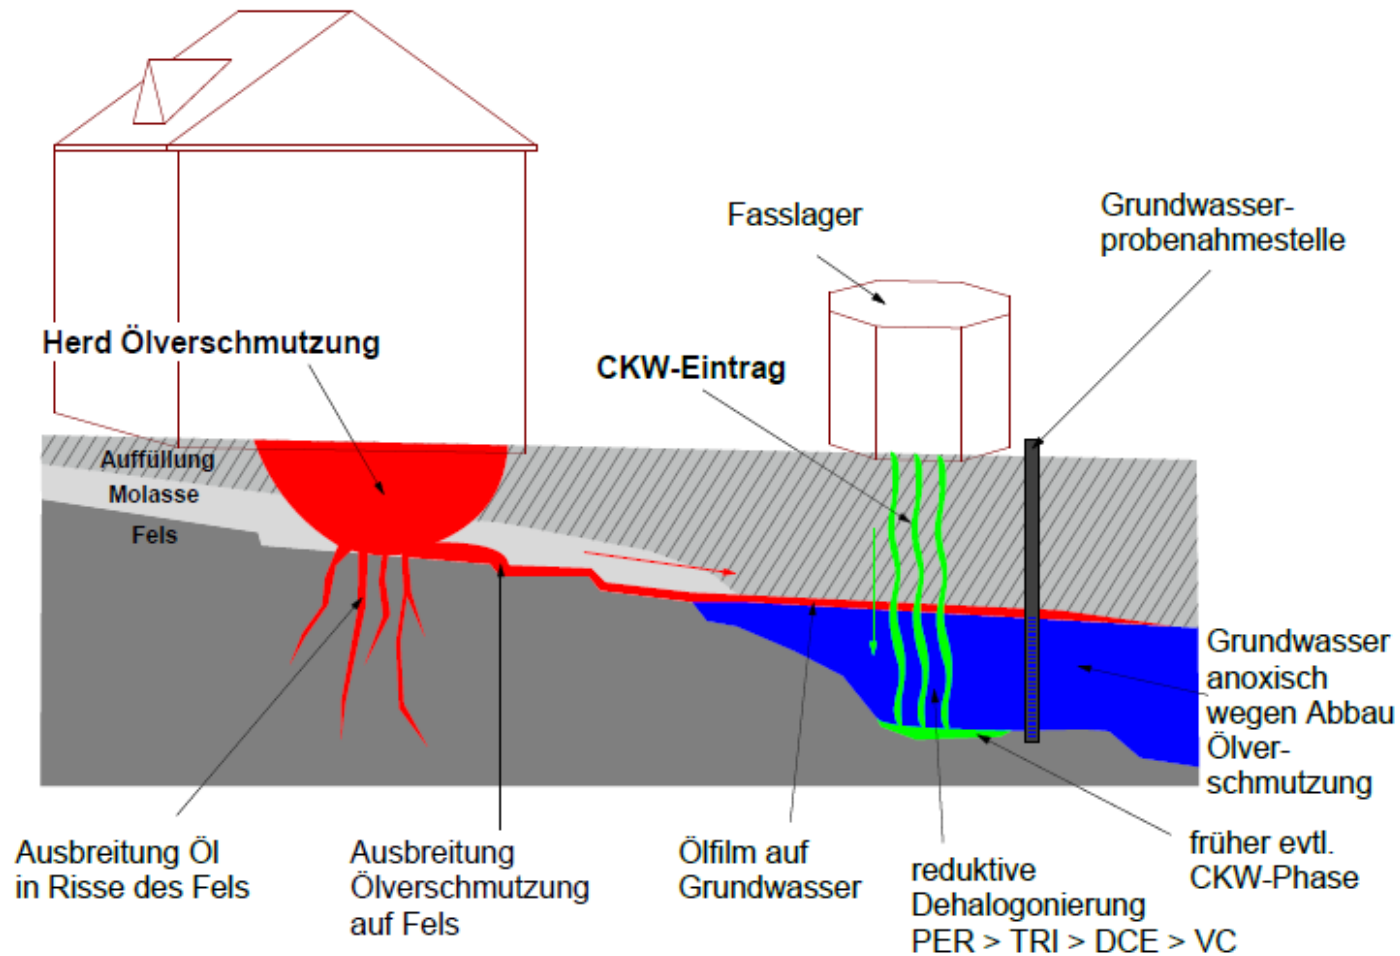 Fasslager
Grundwasser-
probenahmestelle
Herd Ölverschmutzung
CKW-Eintrag
Auffüllung
Molasse
Fels
Grundwasser
anoxisch
wegen Abbau
Ölver-
schmutzung
Ausbreitung Öl
in Risse des Fels
Ausbreitung
Ölverschmutzung
auf Fels
Ölfilm auf
Grundwasser
reduktive
Dehalogonierung
PER > TRI > DCE > VC
früher evtl.
CKW-Phase